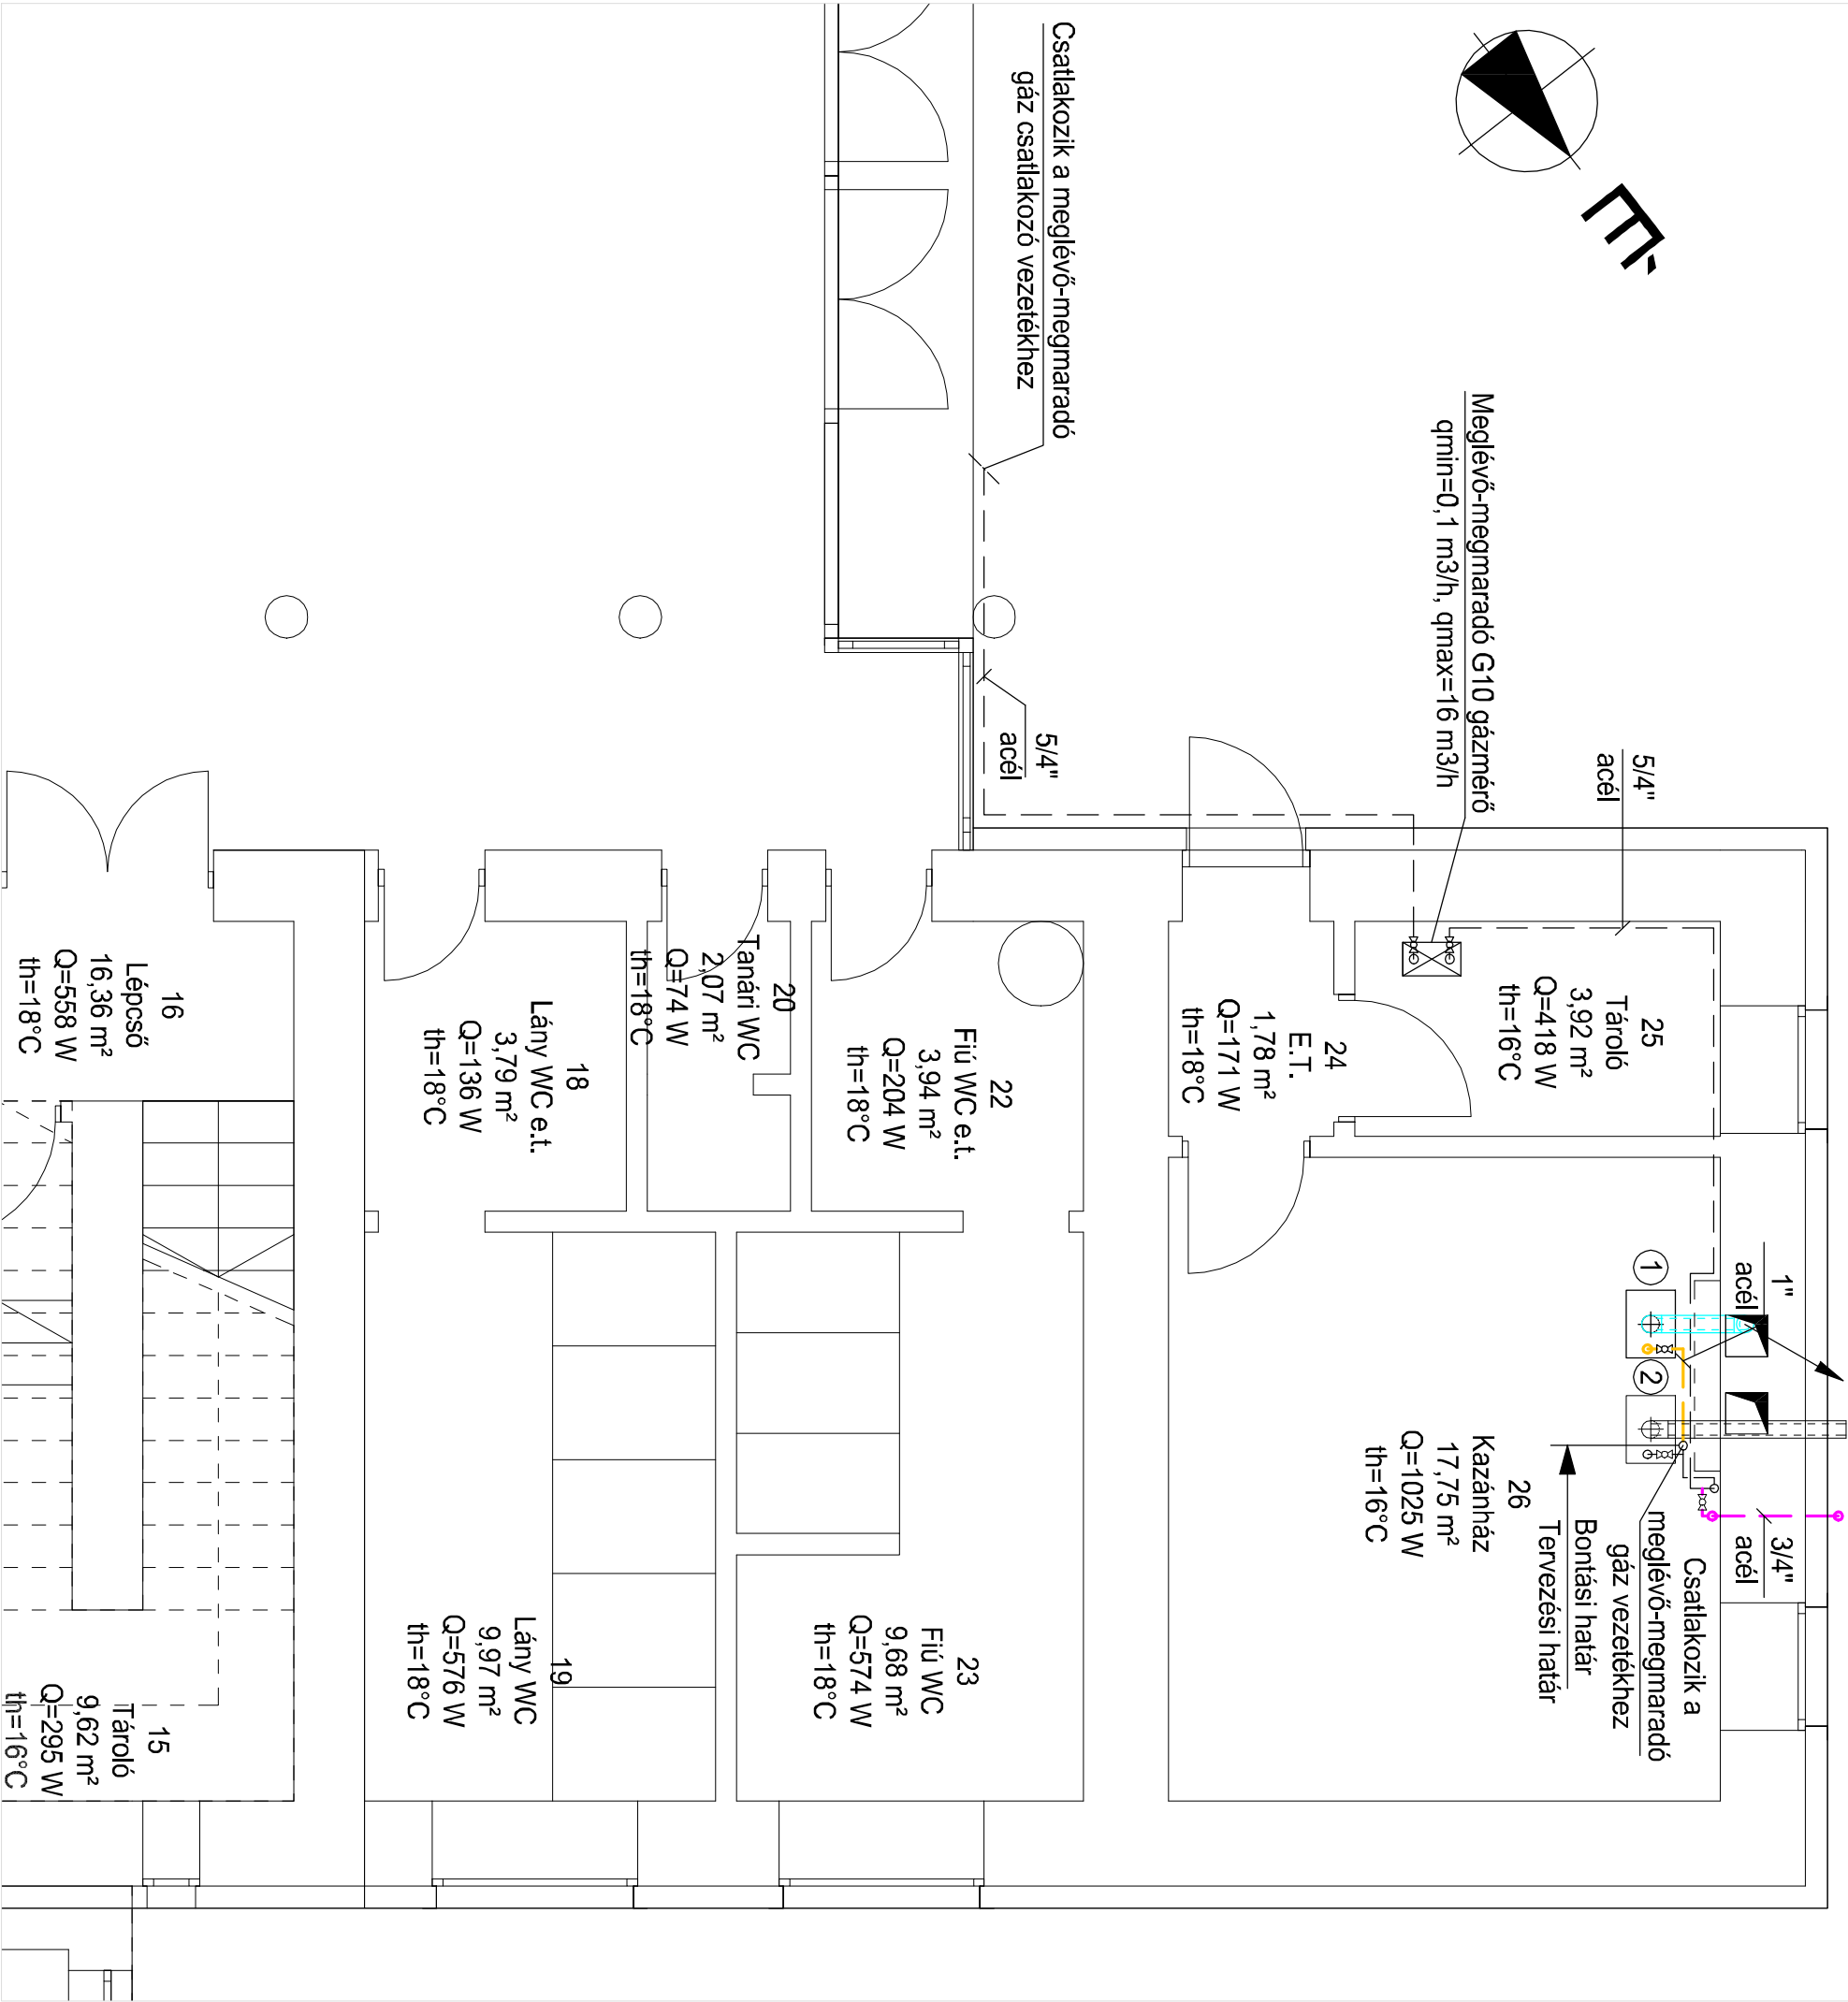 É
Csatlakozik a meglévő-megmaradó
gáz csatlakozó vezetékhez
Meglévő-megmaradó G10 gázmérő
qmin=0,1 m3/h, qmax=16 m3/h
5/4"
acél
5/4"
acél
25
Tároló
3,92 m²
Q=418 W
th=16°C
24
E.T.
1,78 m²
Q=171 W
th=18°C
22
Fiú WC e.t.
3,94 m²
Q=204 W
th=18°C
20
Tanári WC
2,07 m²
Q=74 W
th=18°C
18
Lány WC e.t.
3,79 m²
Q=136 W
th=18°C
16
Lépcső
16,36 m²
Q=558 W
th=18°C
1"
acél
1
2
3/4"
acél
Csatlakozik a
meglévő-megmaradó
gáz vezetékhez
Bontási határ
Tervezési határ
26
Kazánház
17,75 m²
Q=1025 W
th=16°C
23
Fiú WC
9,68 m²
Q=574 W
th=18°C
19
Lány WC
9,97 m²
Q=576 W
th=18°C
15
Tároló
9,62 m²
Q=295 W
th=16°C